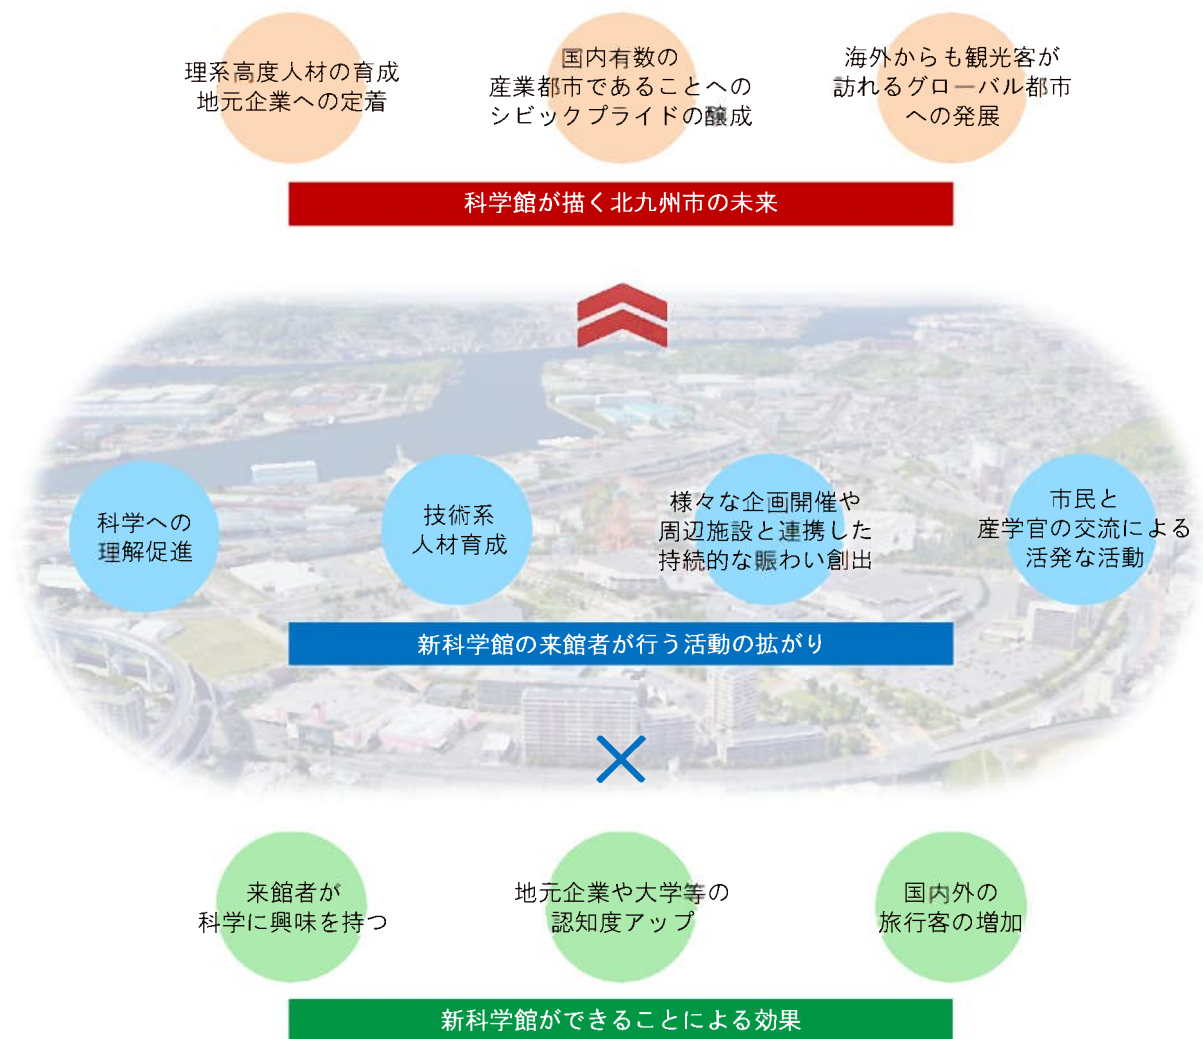 理系高度人材の育成
地元企業への定着
国内有数の
産業都市であることへの
シビックプライドの醸成
海外からも観光客が
訪れるグローバル都市
への発展
科学館が描く北九州市の未来
科学への
理解促進
技術系
人材育成
様々な企画開催や
周辺施設と連携した
持続的な賑わい創出
市民と
産学官の交流による
活発な活動
新科学館の来館者が行う活動の拡がり
来館者が
科学に興味を持つ
地元企業や大学等の
認知度アップ
国内外の
旅行客の増加
新科学館ができることによる効果